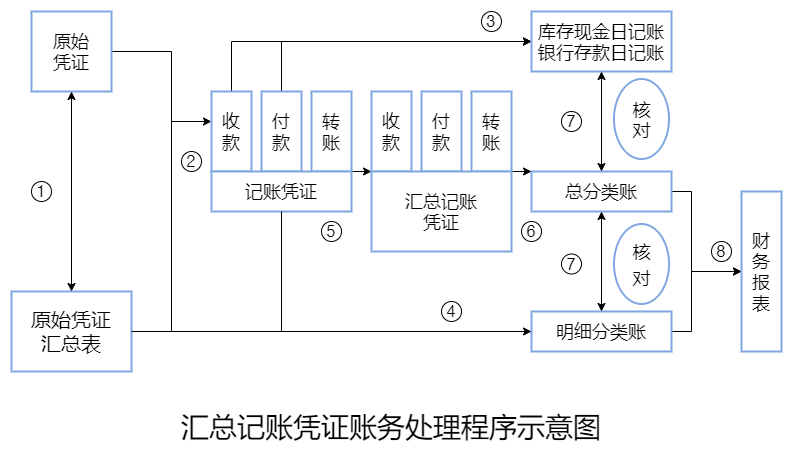 原始
凭证
①
原始凭证
汇总表
②
收款
付款
转账
记账凭证
③
④
⑤
收款
付款
转账
汇总记账
凭证
⑥
库存现金日记账
银行存款日记账
⑦
核对
总分类账
⑦
核对
明细分类账
⑧
财务报表
汇总记账凭证账务处理程序示意图